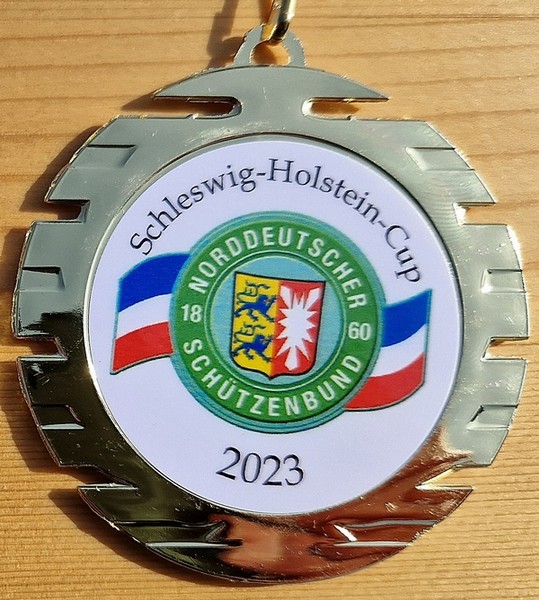 Schleswig-Holstein-Cup
NORDDEUTSCHER
18 60
SCHÜTZENBUND
2023